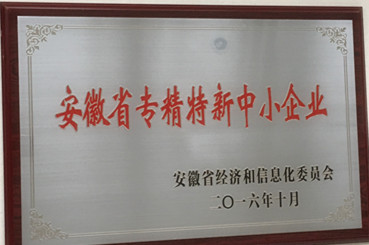 安徽省专精特新中小企业
安徽省经济和信息化委员会
二〇一六年十月